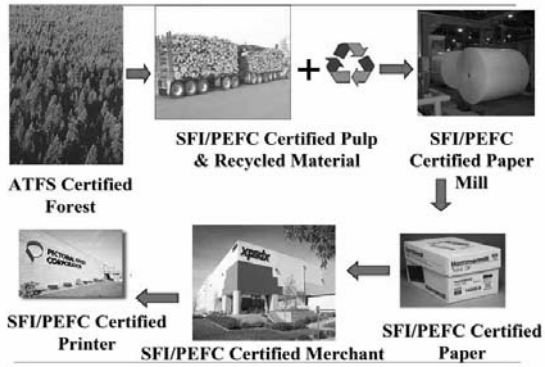 SFI/PEFC Certified Pulp
& Recycled Material
SFI/PEFC
Certified Paper
Mill
ATFS Certified
Forest
xpedx
Hammermill
SFI/PEFC Certified
Printer
SFI/PEFC Certified Merchant
SFI/PEFC Certified
Paper